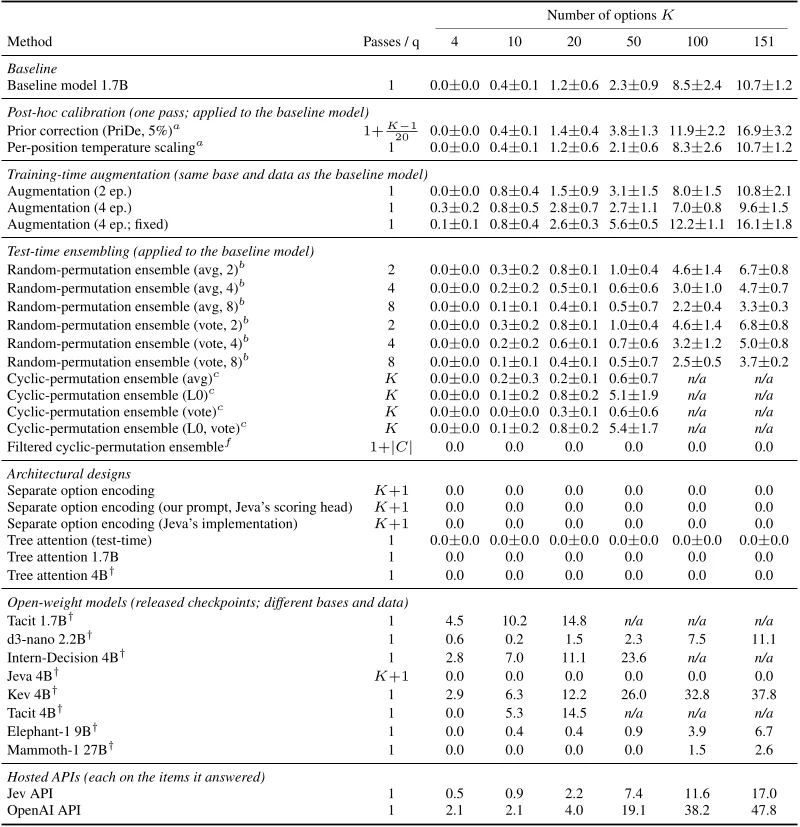 Number of options K
Method Passes / q 4 10 20 50 100 151
Baseline
Baseline model 1.7B 1 0.0±0.0 0.4±0.1 1.2±0.6 2.3±0.9 8.5±2.4 10.7±1.2
Post-hoc calibration (one pass; applied to the baseline model)
Prior correction (PriDe, 5%)a 1+K−1/20 0.0±0.0 0.4±0.1 1.4±0.4 3.8±1.3 11.9±2.2 16.9±3.2
Per-position temperature scalinga 1 0.0±0.0 0.4±0.1 1.2±0.6 2.1±0.6 8.3±2.6 10.7±1.2
Training-time augmentation (same base and data as the baseline model)
Augmentation (2 ep.) 1 0.0±0.0 0.8±0.4 1.5±0.9 3.1±1.5 8.0±1.5 10.8±2.1
Augmentation (4 ep.) 1 0.3±0.2 0.8±0.5 2.8±0.7 2.7±1.1 7.0±0.8 9.6±1.5
Augmentation (4 ep.; fixed) 1 0.1±0.1 0.8±0.4 2.6±0.3 5.6±0.5 12.2±1.1 16.1±1.8
Test-time ensembling (applied to the baseline model)
Random-permutation ensemble (avg, 2)b 2 0.0±0.0 0.3±0.2 0.8±0.1 1.0±0.4 4.6±1.4 6.7±0.8
Random-permutation ensemble (avg, 4)b 4 0.0±0.0 0.2±0.2 0.5±0.1 0.6±0.6 3.0±1.0 4.7±0.7
Random-permutation ensemble (avg, 8)b 8 0.0±0.0 0.1±0.1 0.4±0.1 0.5±0.7 2.2±0.4 3.3±0.3
Random-permutation ensemble (vote, 2)b 2 0.0±0.0 0.3±0.2 0.8±0.1 1.0±0.4 4.6±1.4 6.8±0.8
Random-permutation ensemble (vote, 4)b 4 0.0±0.0 0.2±0.2 0.6±0.1 0.7±0.6 3.2±1.2 5.0±0.8
Random-permutation ensemble (vote, 8)b 8 0.0±0.0 0.1±0.1 0.4±0.1 0.5±0.7 2.5±0.5 3.7±0.2
Cyclic-permutation ensemble (avg)c K 0.0±0.0 0.2±0.3 0.2±0.1 0.6±0.7 n/a n/a
Cyclic-permutation ensemble (L0)c K 0.0±0.0 0.1±0.2 0.8±0.2 5.1±1.9 n/a n/a
Cyclic-permutation ensemble (vote)c K 0.0±0.0 0.0±0.0 0.3±0.1 0.6±0.6 n/a n/a
Cyclic-permutation ensemble (L0, vote)c K 0.0±0.0 0.1±0.2 0.8±0.2 5.4±1.7 n/a n/a
Filtered cyclic-permutation ensemblef 1+|C| 0.0 0.0 0.0 0.0 0.0 0.0
Architectural designs
Separate option encoding K+1 0.0 0.0 0.0 0.0 0.0 0.0
Separate option encoding (our prompt, Jeva's scoring head) K+1 0.0 0.0 0.0 0.0 0.0 0.0
Separate option encoding (Jeva's implementation) K+1 0.0 0.0 0.0 0.0 0.0 0.0
Tree attention (test-time) 1 0.0±0.0 0.0±0.0 0.0±0.0 0.0±0.0 0.0±0.0 0.0±0.0
Tree attention 1.7B 1 0.0 0.0 0.0 0.0 0.0 0.0
Tree attention 4B† 1 0.0 0.0 0.0 0.0 0.0 0.0
Open-weight models (released checkpoints; different bases and data)
Tacit 1.7B† 1 4.5 10.2 14.8 n/a n/a n/a
d3-nano 2.2B† 1 0.6 0.2 1.5 2.3 7.5 11.1
Intern-Decision 4B† 1 2.8 7.0 11.1 23.6 n/a n/a
Jeva 4B† K+1 0.0 0.0 0.0 0.0 0.0 0.0
Kev 4B† 1 2.9 6.3 12.2 26.0 32.8 37.8
Tacit 4B† 1 0.0 5.3 14.5 n/a n/a n/a
Elephant-1 9B† 1 0.0 0.4 0.4 0.9 3.9 6.7
Mammoth-1 27B† 1 0.0 0.0 0.0 0.0 1.5 2.6
Hosted APIs (each on the items it answered)
Jev API 1 0.5 0.9 2.2 7.4 11.6 17.0
OpenAI API 1 2.1 2.1 4.0 19.1 38.2 47.8